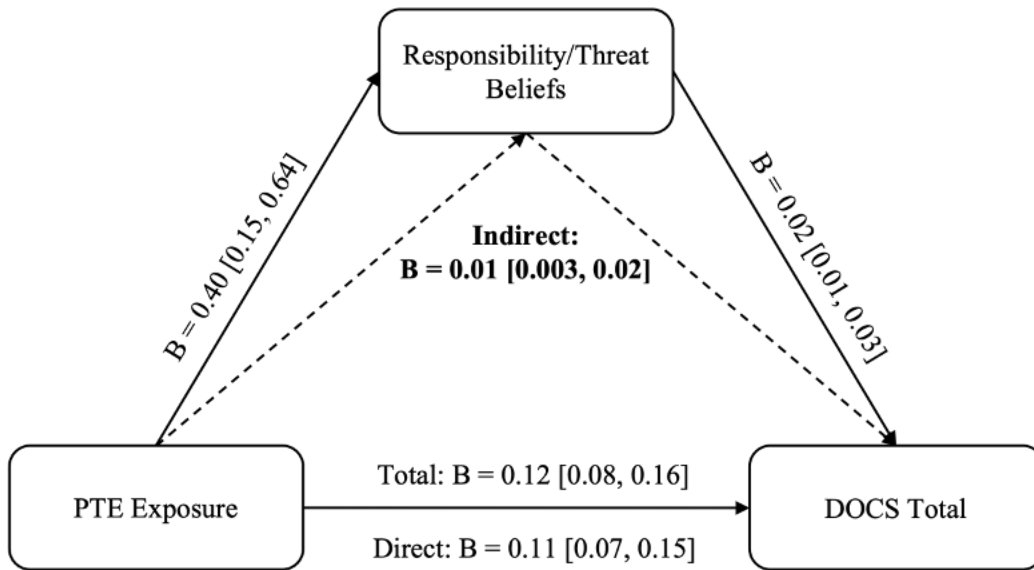 Responsibility/Threat
Beliefs
B = 0.40 [0.15, 0.64]
B = 0.02 [0.01, 0.03]
Indirect:
B = 0.01 [0.003, 0.02]
PTE Exposure
Total: B = 0.12 [0.08, 0.16]
Direct: B = 0.11 [0.07, 0.15]
DOCS Total